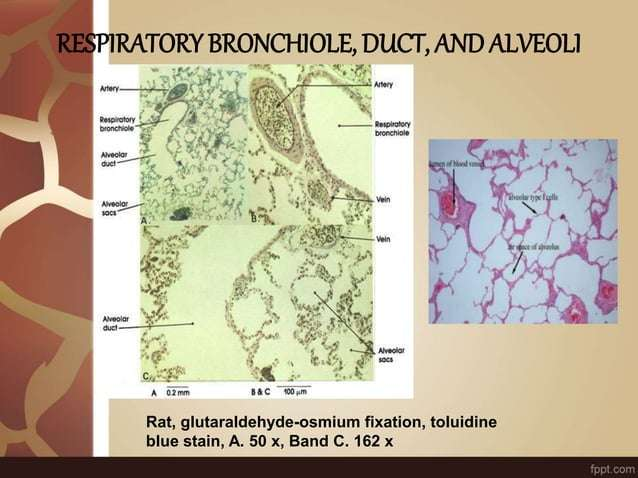 RESPIRATORY BRONCHIOLE, DUCT, AND ALVEOLI
Artery
Respiratory
bronchiole
Alveolar
duct
Alveolar
sacs
A
Artery
Respiratory
bronchiole
Vein
B
Vein
Alveolar
duct
Alveolar
sacs
C
A 0.2 mm
B & C 100 μm
lumen of blood vessel
alveolar type I cells
air space of alveolus
Rat, glutaraldehyde-osmium fixation, toluidine
blue stain, A. 50 x, Band C. 162 x
fppt.com